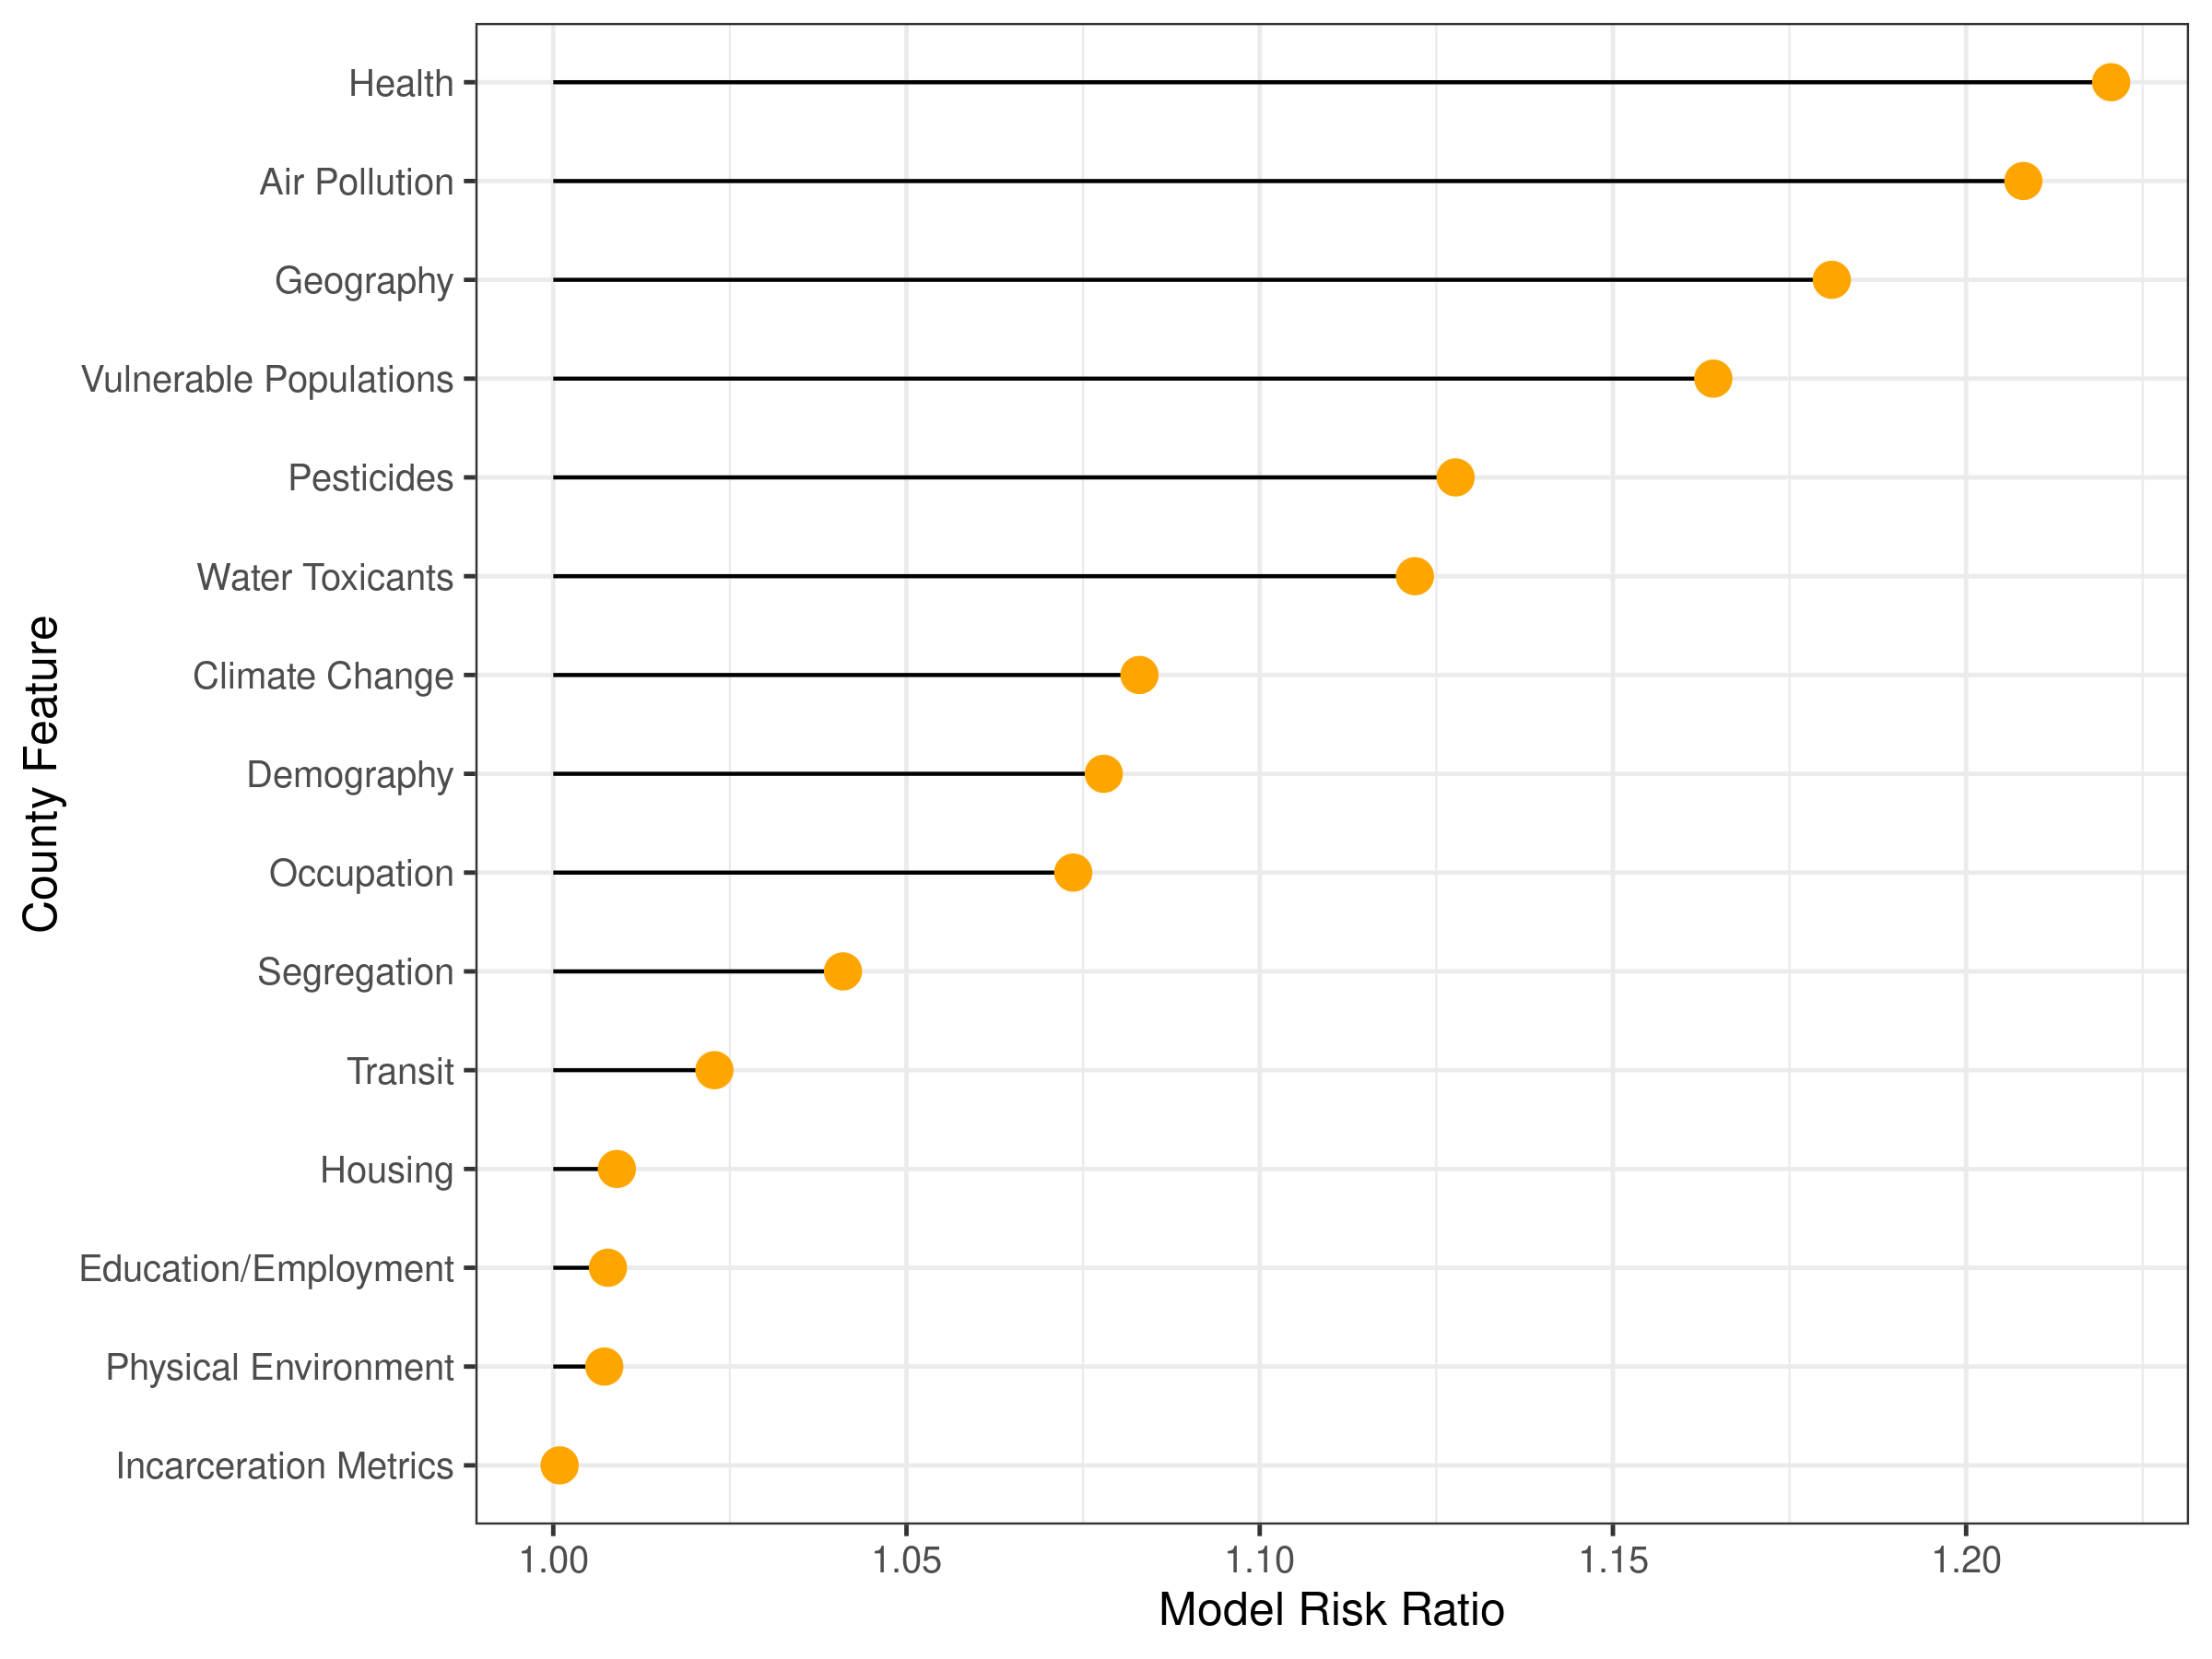 Health
Air Pollution
Geography
Vulnerable Populations
Pesticides
Water Toxicants
Climate Change
Demography
Occupation
Segregation
Transit
Housing
Education/Employment
Physical Environment
Incarceration Metrics
County Feature
1.00 1.05 1.10 1.15 1.20
Model Risk Ratio